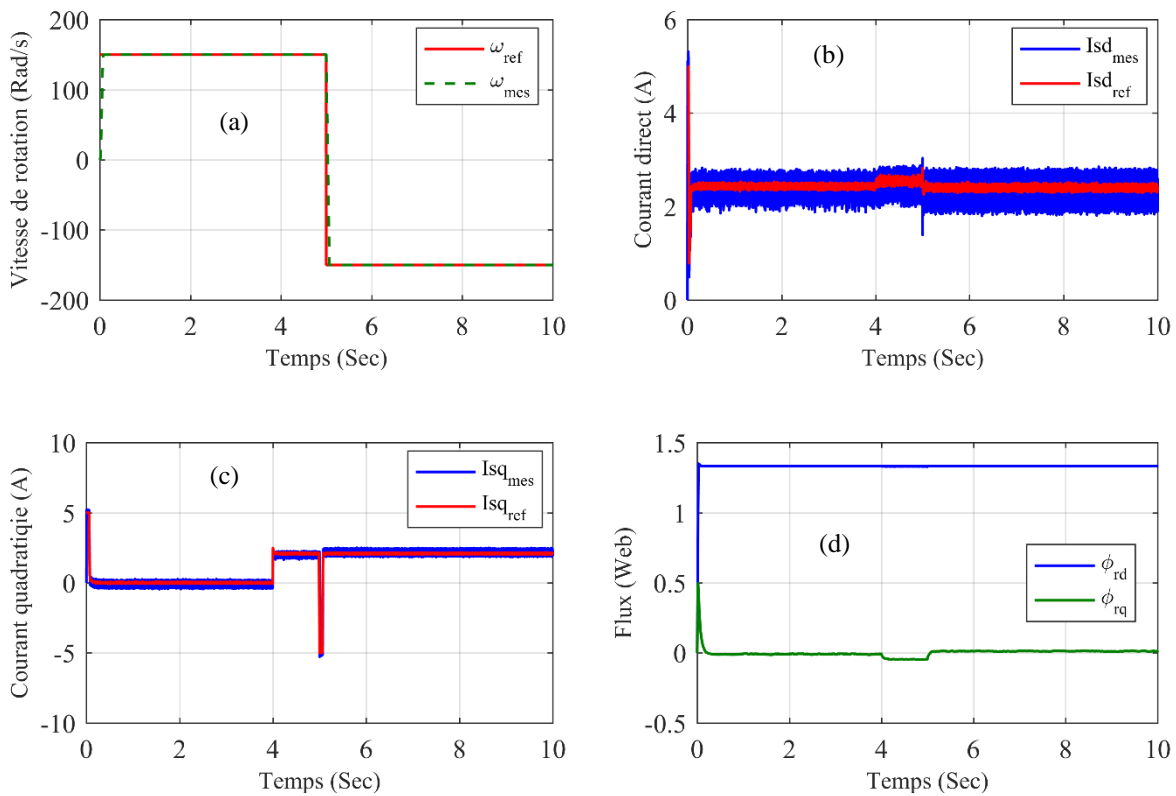 200
100
0
-100
-200
Vitesse de rotation (Rad/s)
(a)
ω_ref
ω_mes
0 2 4 6 8 10
Temps (Sec)
6
4
2
0
Courant direct (A)
(b)
Isd_mes
Isd_ref
0 2 4 6 8 10
Temps (Sec)
10
5
0
-5
-10
Courant quadratiqie (A)
(c)
Isq_mes
Isq_ref
0 2 4 6 8 10
Temps (Sec)
1.5
1
0.5
0
-0.5
Flux (Web)
(d)
ϕ_rd
ϕ_rq
0 2 4 6 8 10
Temps (Sec)